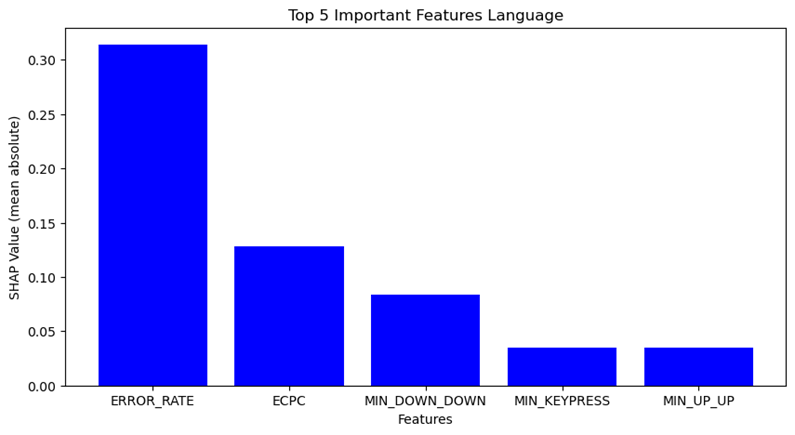 Top 5 Important Features Language
SHAP Value (mean absolute)
0.30
0.25
0.20
0.15
0.10
0.05
0.00
ERROR_RATE ECPC MIN_DOWN_DOWN MIN_KEYPRESS MIN_UP_UP
Features